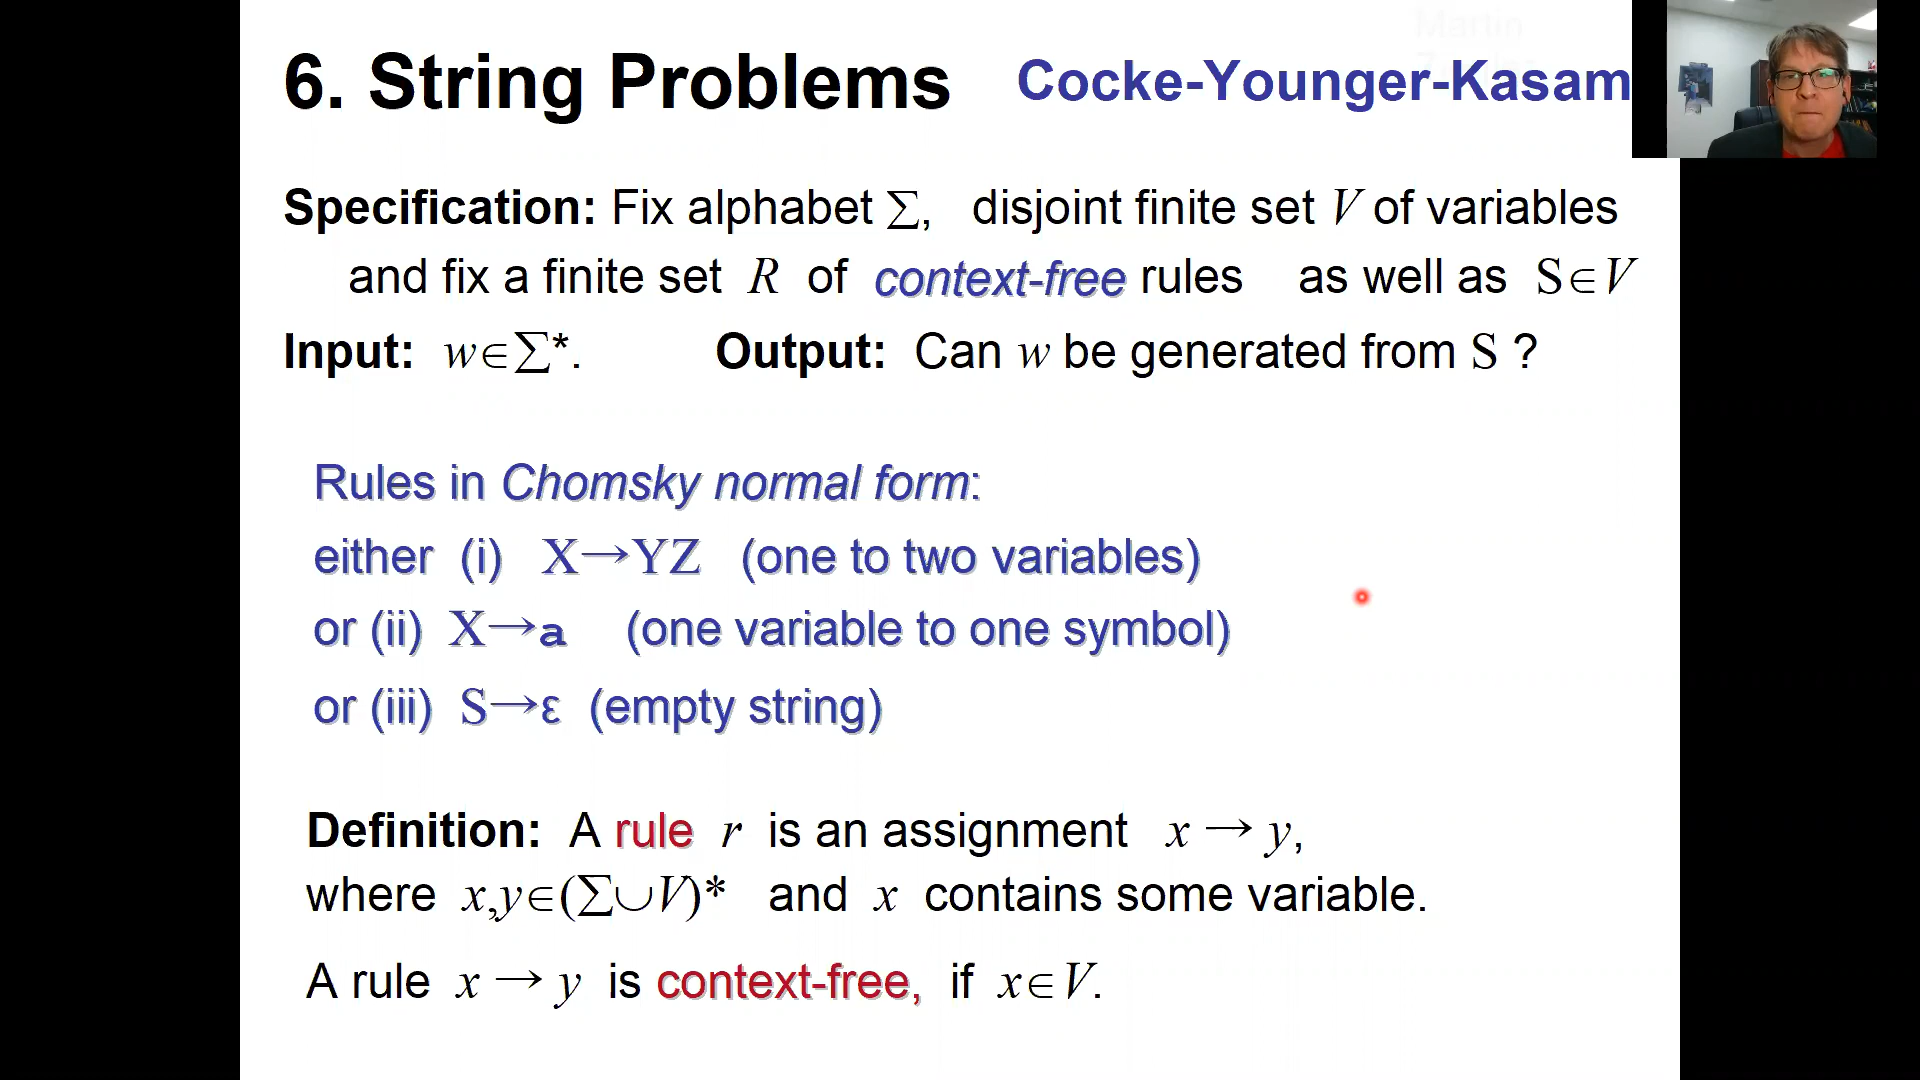 6. String Problems Cocke-Younger-Kasam
Specification: Fix alphabet Σ, disjoint finite set V of variables
and fix a finite set R of context-free rules as well as S∈V
Input: w∈Σ*. Output: Can w be generated from S ?
Rules in Chomsky normal form:
either (i) X→YZ (one to two variables)
or (ii) X→a (one variable to one symbol)
or (iii) S→ε (empty string)
Definition: A rule r is an assignment x → y,
where x,y∈(Σ∪V)* and x contains some variable.
A rule x → y is context-free, if x∈V.